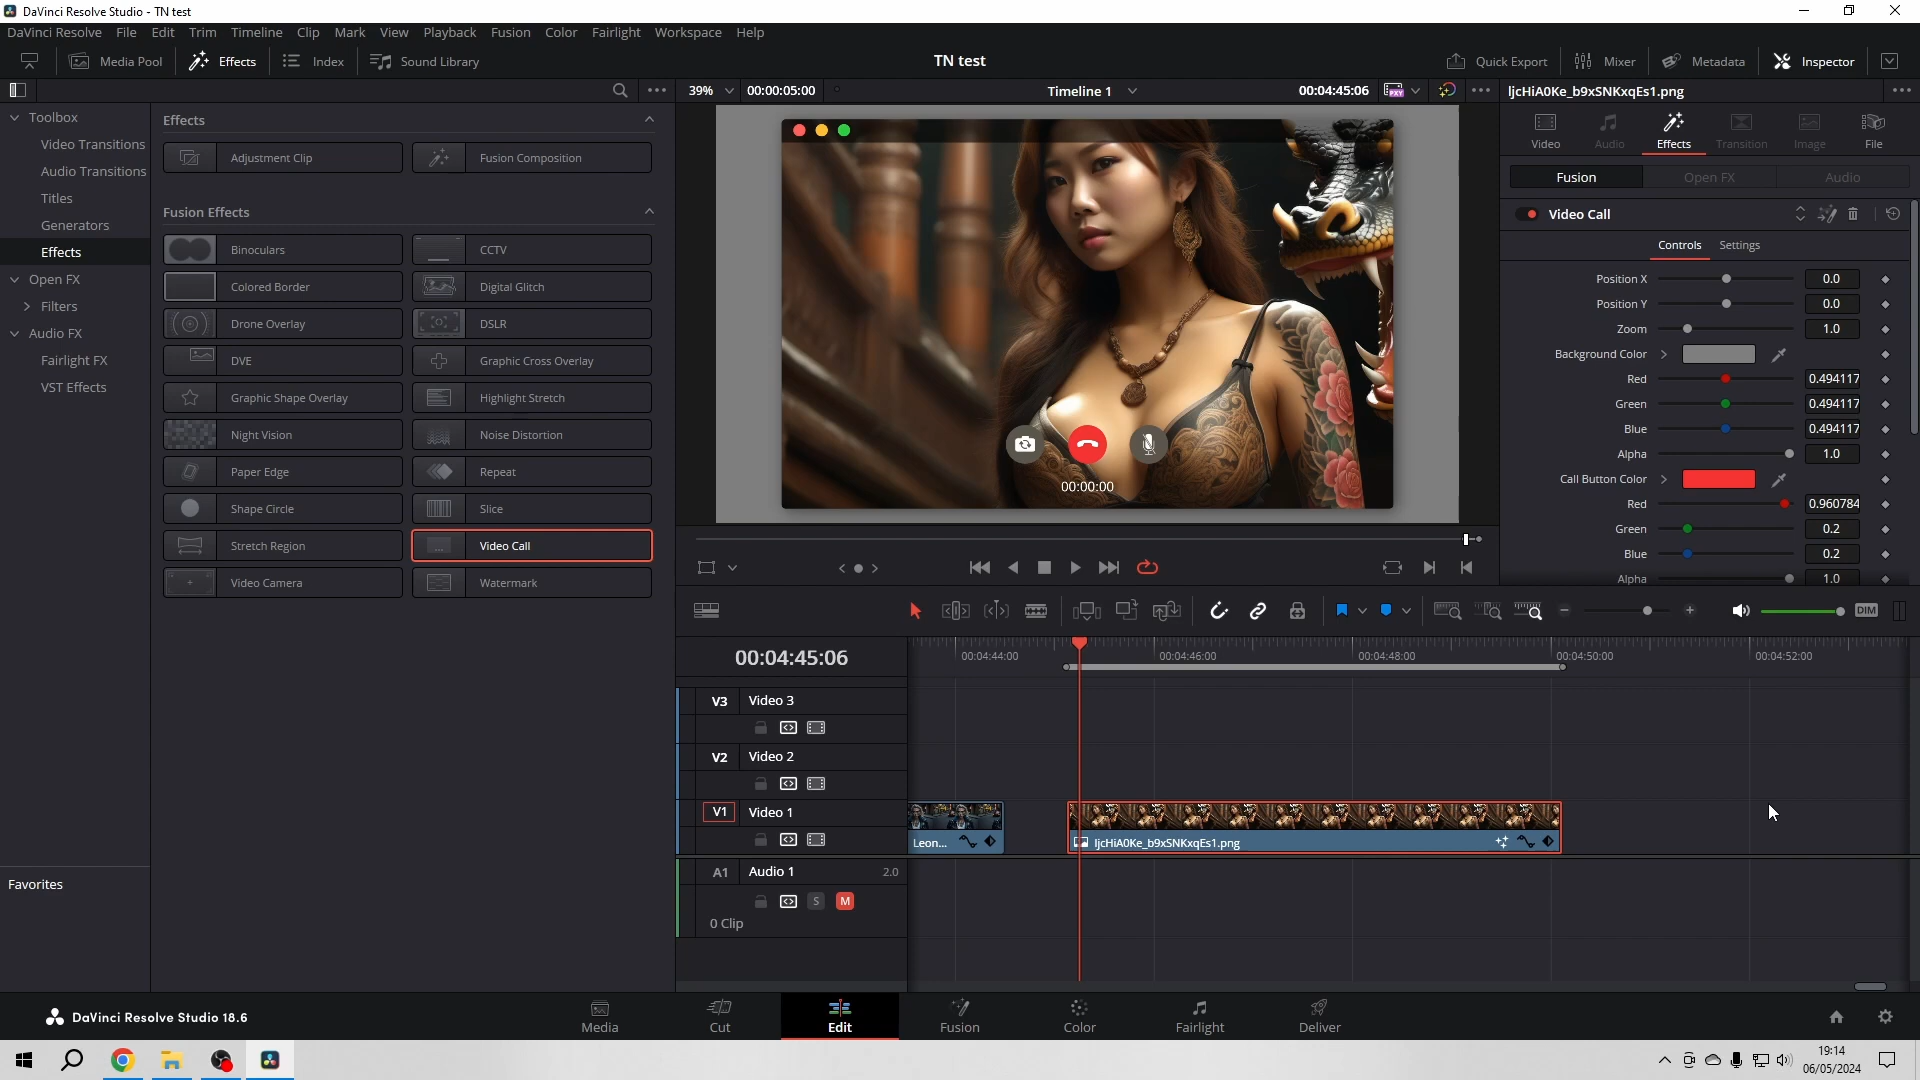 DaVinci Resolve Studio - TN test
DaVinci Resolve File Edit Trim Timeline Clip Mark View Playback Fusion Color Fairlight Workspace Help
Media Pool Effects Index Sound Library TN test Quick Export Mixer Metadata Inspector
39% 00:00:05:00 Timeline 1 00:04:45:06 PXY ljcHiA0Ke_b9xSNKxqEs1.png
Toolbox
Video Transitions
Audio Transitions
Titles
Generators
Effects
Open FX
Filters
Audio FX
Fairlight FX
VST Effects
Favorites
Effects
Adjustment Clip Fusion Composition
Fusion Effects
Binoculars CCTV
Colored Border Digital Glitch
Drone Overlay DSLR
DVE Graphic Cross Overlay
Graphic Shape Overlay Highlight Stretch
Night Vision Noise Distortion
Paper Edge Repeat
Shape Circle Slice
Stretch Region Video Call
Video Camera Watermark
00:00:00
Video Audio Effects Transition Image File
Fusion Open FX Audio
Video Call
Controls Settings
Position X 0.0
Position Y 0.0
Zoom 1.0
Background Color
Red 0.494117
Green 0.494117
Blue 0.494117
Alpha 1.0
Call Button Color
Red 0.960784
Green 0.2
Blue 0.2
Alpha 1.0
DIM
00:04:45:06 00:04:44:00 00:04:46:00 00:04:48:00 00:04:50:00 00:04:52:00
V3 Video 3
V2 Video 2
V1 Video 1
Leon... ljcHiA0Ke_b9xSNKxqEs1.png
A1 Audio 1 2.0
S M
0 Clip
DaVinci Resolve Studio 18.6 Media Cut Edit Fusion Color Fairlight Deliver
19:14
06/05/2024